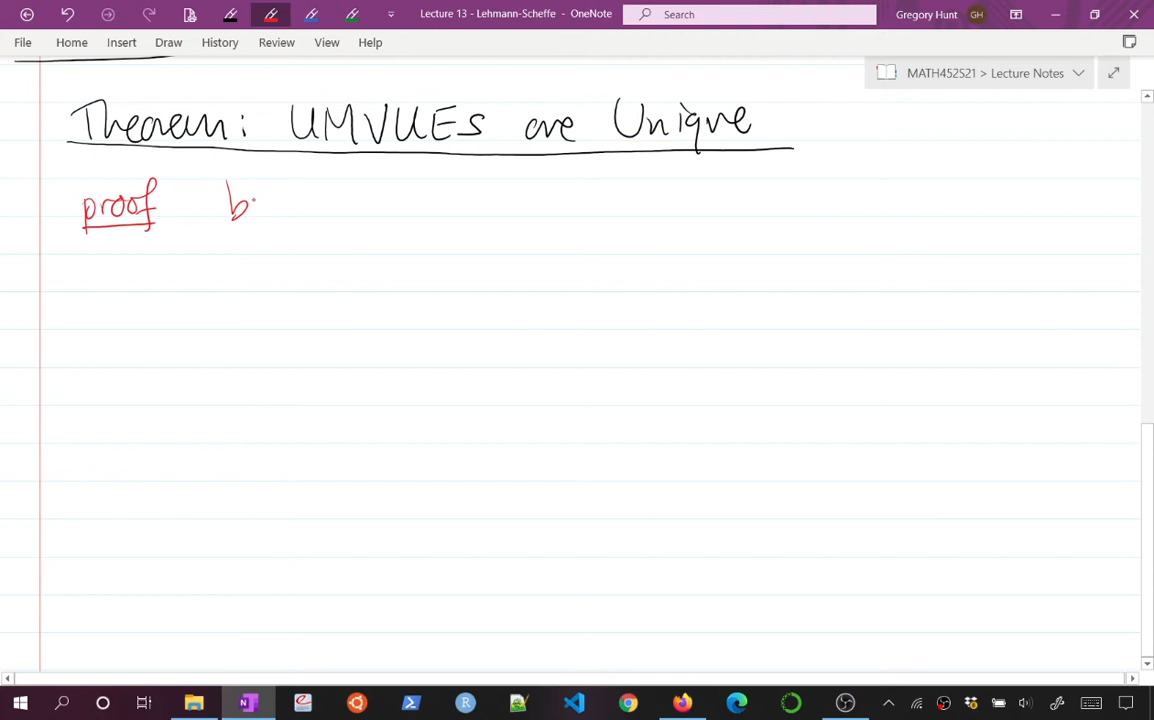 Lecture 13 - Lehmann-Scheffe - OneNote
Search
Gregory Hunt
GH
File Home Insert Draw History Review View Help
MATH452S21 > Lecture Notes
Theorem: UMVUEs are Unique
proof b